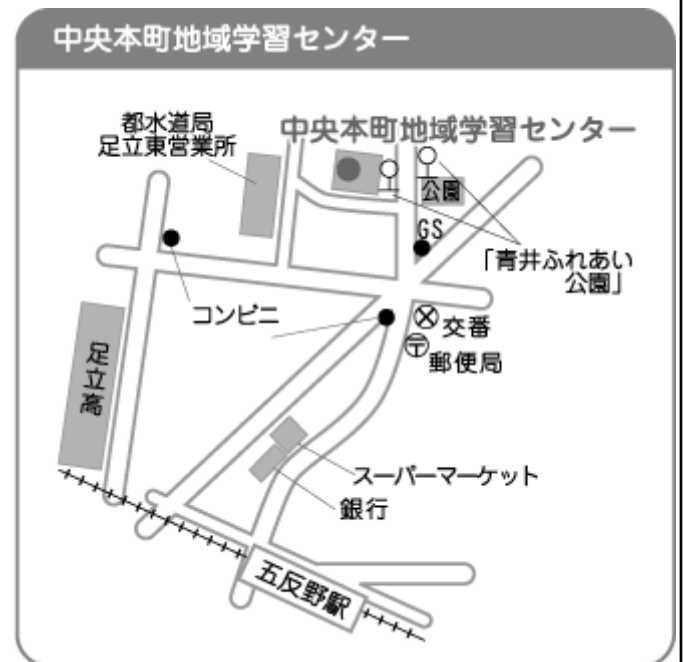 中央本町地域学習センター
都水道局
足立東営業所
中央本町地域学習センター
公園
GS
「青井ふれあい
公園」
コンビニ
交番
〒
郵便局
足立高
スーパーマーケット
銀行
五反野駅